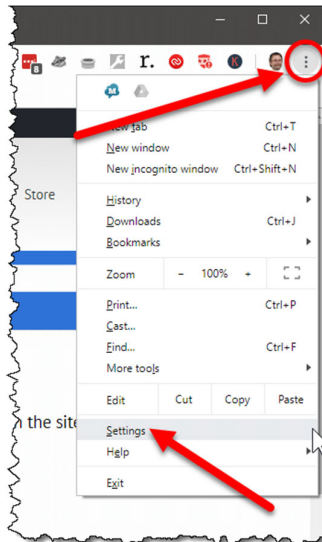 8
r.
K
M
New tab Ctrl+T
New window Ctrl+N
New incognito window Ctrl+Shift+N
Store
History
Downloads Ctrl+J
Bookmarks
Zoom - 100% +
Print... Ctrl+P
Cast...
Find... Ctrl+F
More tools
Edit Cut Copy Paste
the site
Settings
Help
Exit